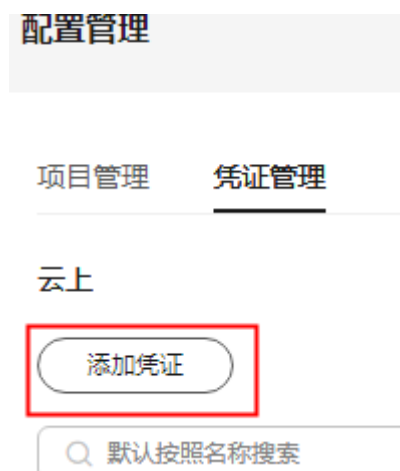 配置管理
项目管理 凭证管理
云上
添加凭证
默认按照名称搜索